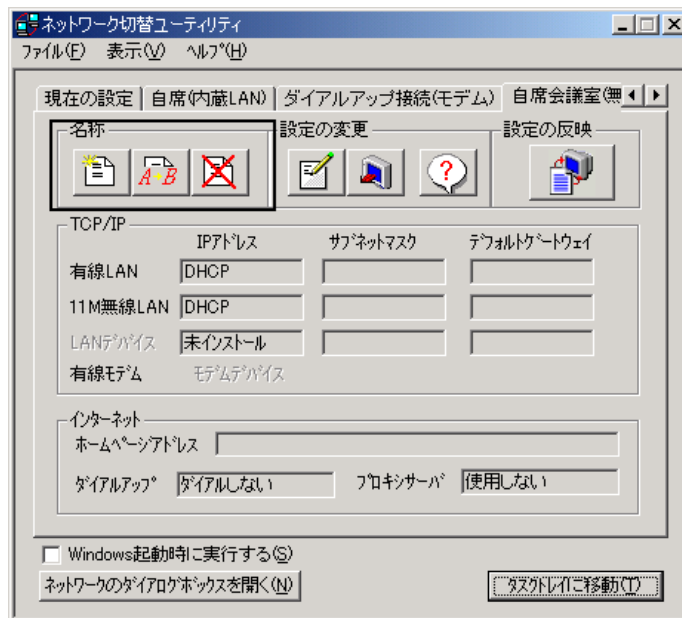 ネットワーク切替ユーティリティ
ファイル(F) 表示(V) ヘルプ(H)
現在の設定 自席(内蔵LAN) ダイアルアップ接続(モデム) 自席会議室(無
名称 設定の変更 設定の反映
A→B ?
TCP/IP
IPアドレス サブネットマスク デフォルトゲートウェイ
有線LAN DHCP
11M無線LAN DHCP
LANデバイス 未インストール
有線モデム モデムデバイス
インターネット
ホームページアドレス
ダイアルアップ ダイアルしない プロキシサーバ 使用しない
Windows起動時に実行する(S)
ネットワークのダイアログボックスを開く(N) タスクトレイに移動(T)